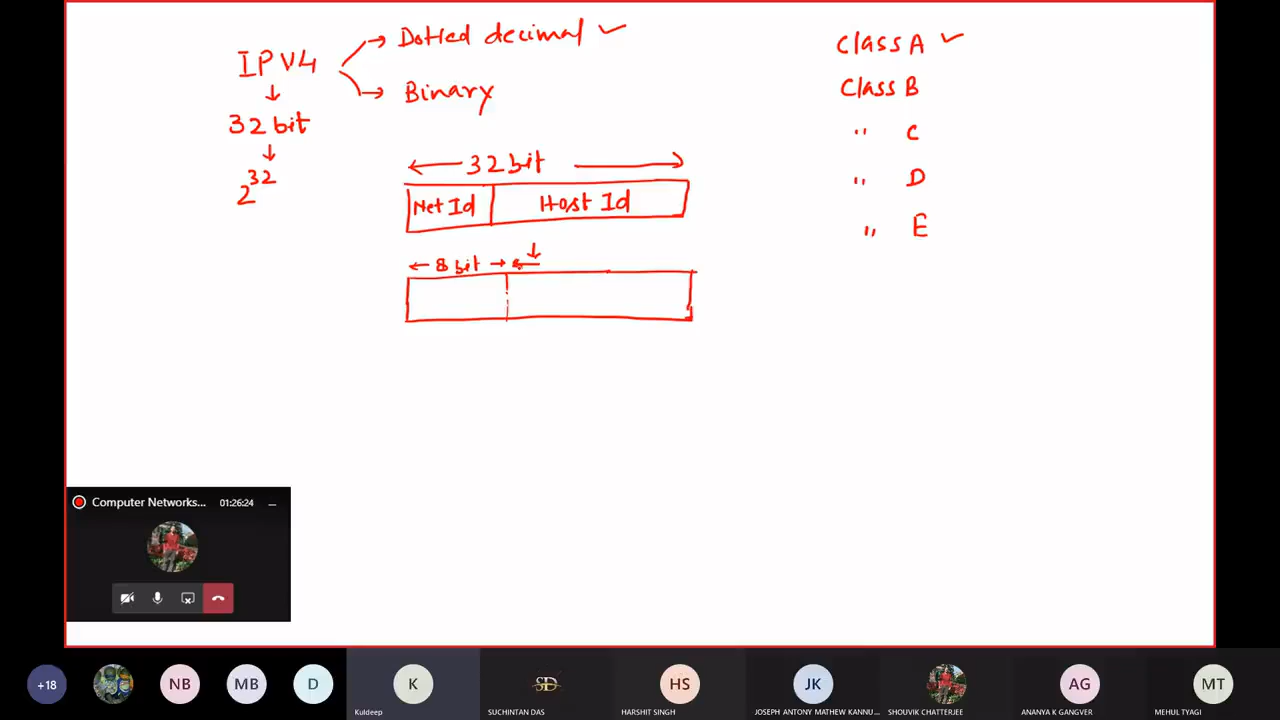 IPV4
Dotted decimal
Binary
32 bit
2^32
32 bit
Net Id
Host Id
8 bit
Class A
Class B
" C
" D
" E
Computer Networks... 01:26:24
+18
NB
MB
D
K
Kuldeep
SD
SUCHINTAN DAS
HS
HARSHIT SINGH
JK
JOSEPH ANTONY MATHEW KANNU...
SHOUVIK CHATTERJEE
AG
ANANYA K GANGVER
MT
MEHUL TYAGI